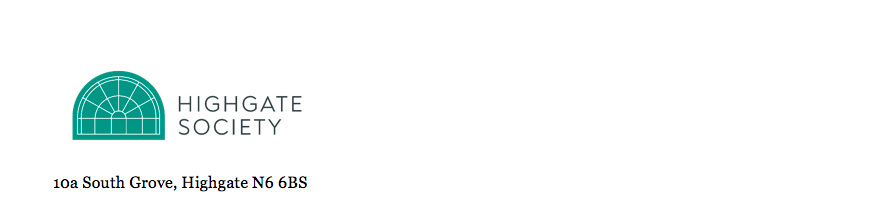 HIGHGATE
SOCIETY
10a South Grove, Highgate N6 6BS